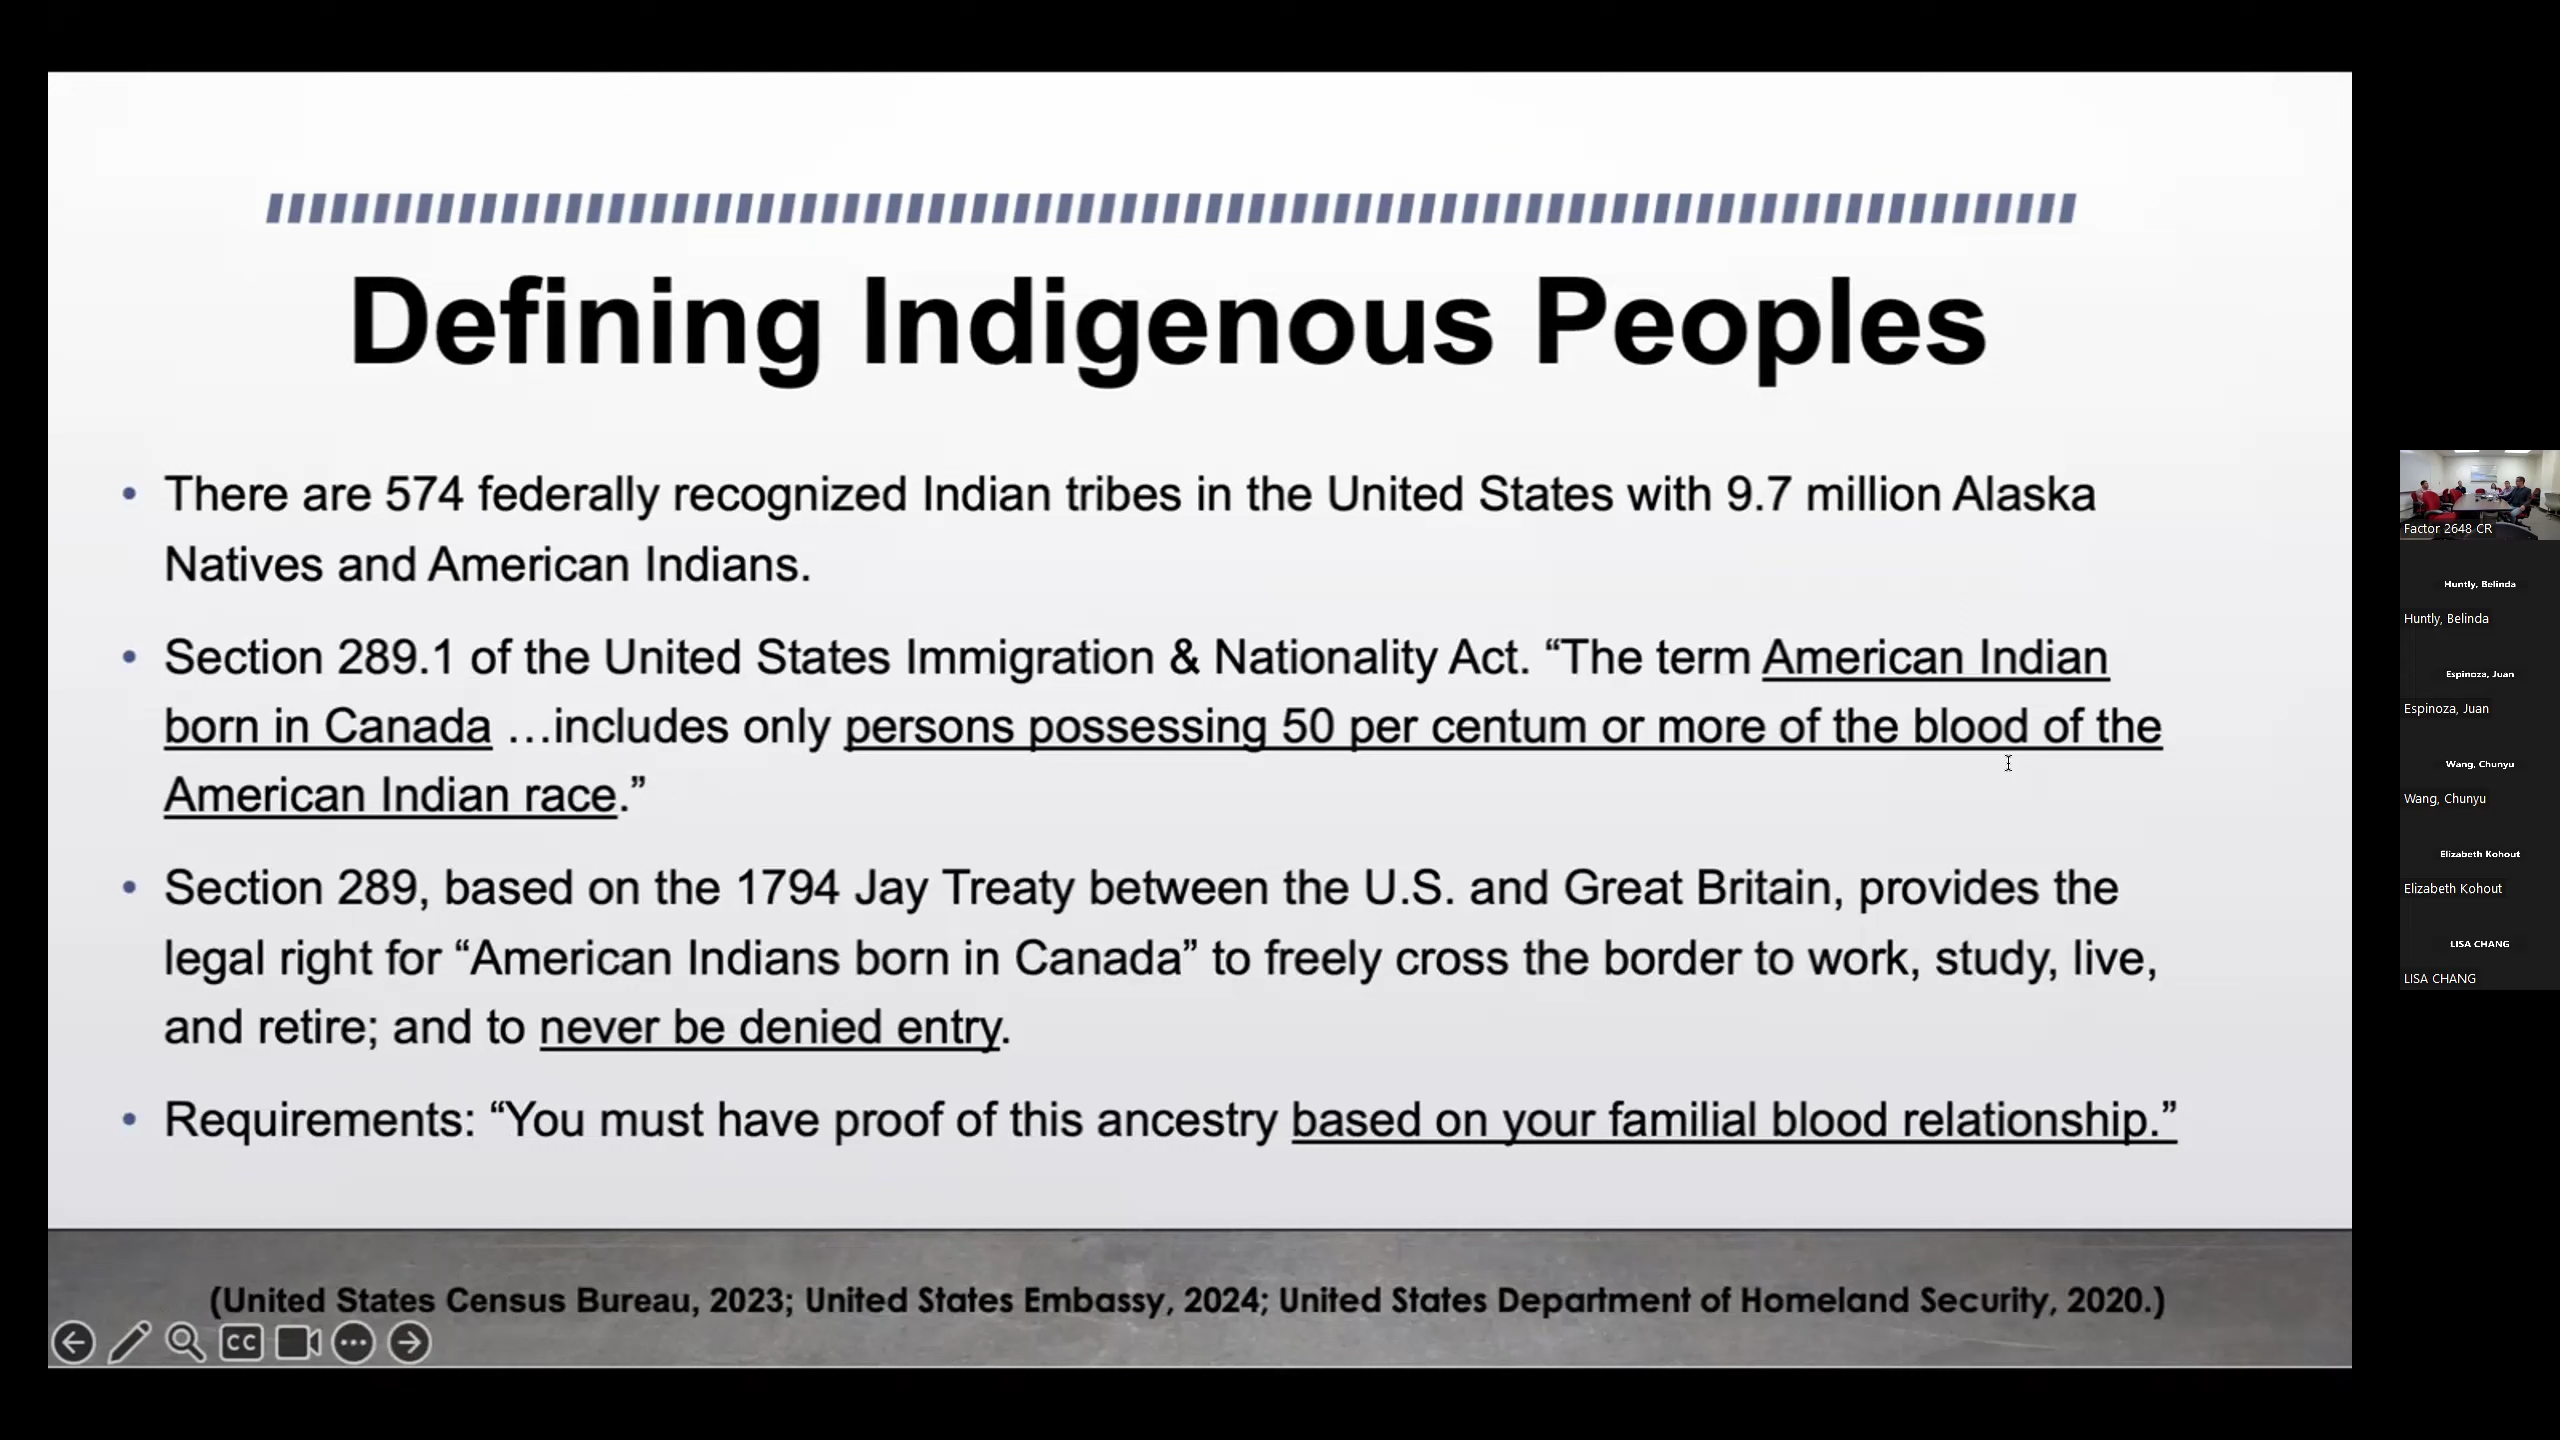 Defining Indigenous Peoples
• There are 574 federally recognized Indian tribes in the United States with 9.7 million Alaska
Natives and American Indians.
• Section 289.1 of the United States Immigration & Nationality Act. “The term American Indian
born in Canada …includes only persons possessing 50 per centum or more of the blood of the
American Indian race.”
• Section 289, based on the 1794 Jay Treaty between the U.S. and Great Britain, provides the
legal right for “American Indians born in Canada” to freely cross the border to work, study, live,
and retire; and to never be denied entry.
• Requirements: “You must have proof of this ancestry based on your familial blood relationship.”
(United States Census Bureau, 2023; United States Embassy, 2024; United States Department of Homeland Security, 2020.)
CC
Factor 2648 CR
Huntly, Belinda
Huntly, Belinda
Espinoza, Juan
Espinoza, Juan
Wang, Chunyu
Wang, Chunyu
Elizabeth Kohout
Elizabeth Kohout
LISA CHANG
LISA CHANG